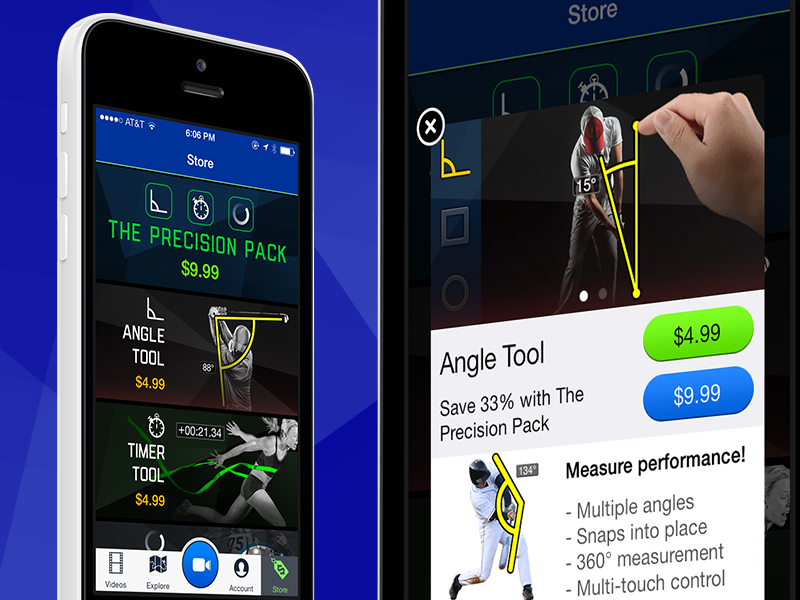 AT&T
6:06 PM
Store
THE PRECISION PACK
$9.99
ANGLE
TOOL
$4.99
88°
+00:21.34
TIMER
TOOL
$4.99
Videos
Explore
Account
Store
Store
15°
Angle Tool
$4.99
Save 33% with The
Precision Pack
$9.99
134°
Measure performance!
- Multiple angles
- Snaps into place
- 360° measurement
- Multi-touch control